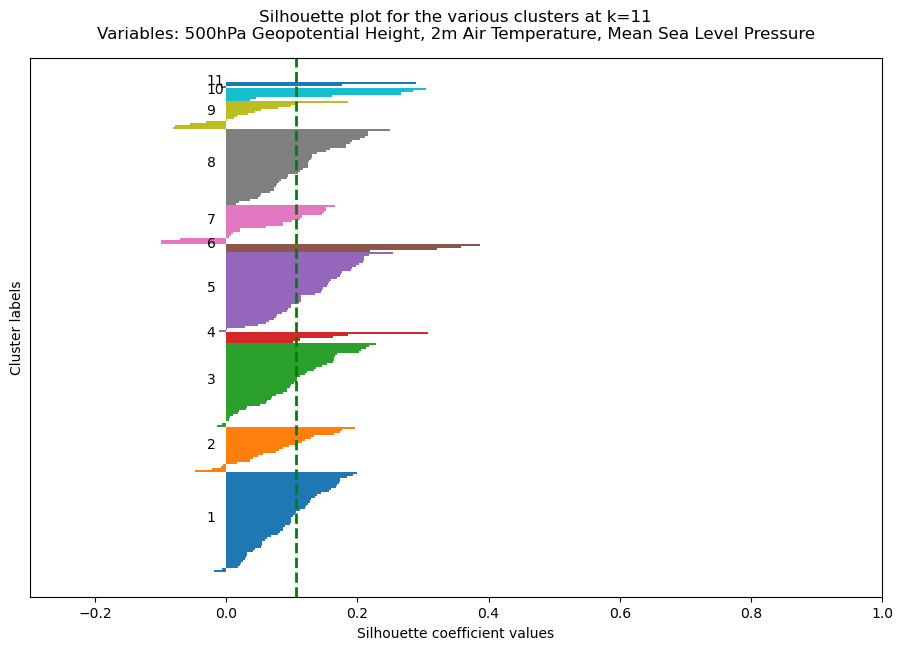 Silhouette plot for the various clusters at k=11
Variables: 500hPa Geopotential Height, 2m Air Temperature, Mean Sea Level Pressure
Cluster labels
11
10
9
8
7
6
5
4
3
2
1
−0.2 0.0 0.2 0.4 0.6 0.8 1.0
Silhouette coefficient values